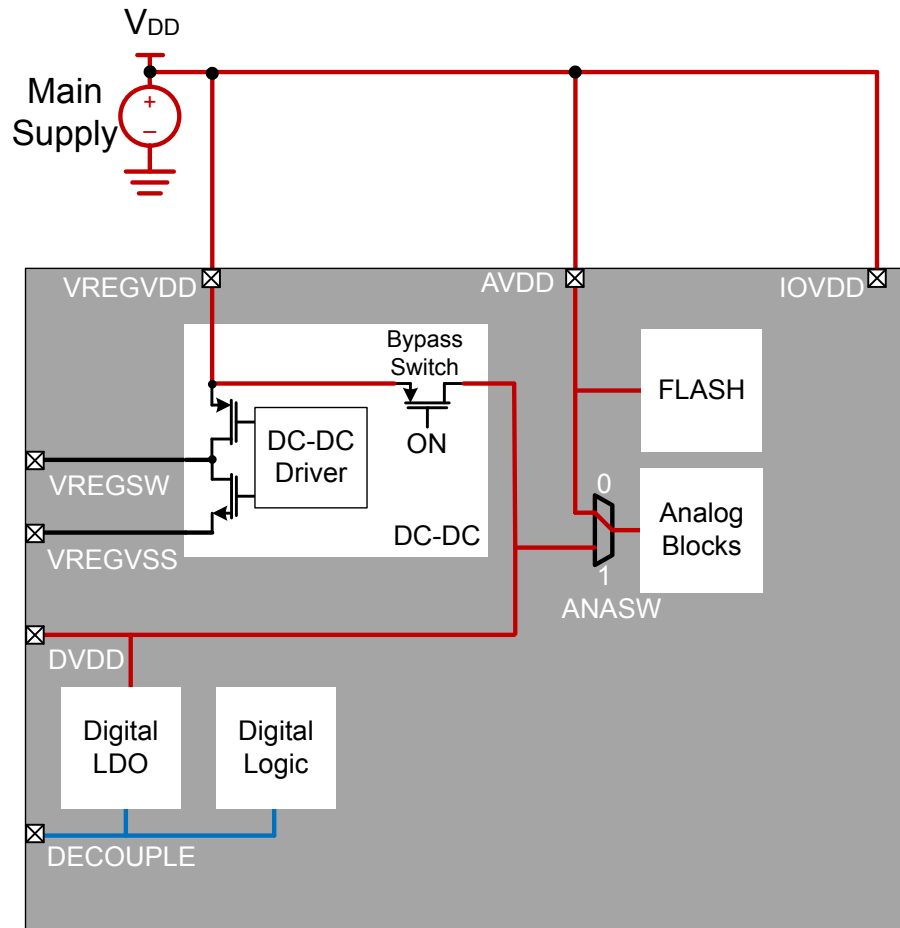 VDD
Main
Supply
+
–
VREGVDD
AVDD
IOVDD
Bypass
Switch
ON
FLASH
DC-DC
Driver
VREGSW
DC-DC
VREGVSS
0
Analog
Blocks
1
ANASW
DVDD
Digital
LDO
Digital
Logic
DECOUPLE